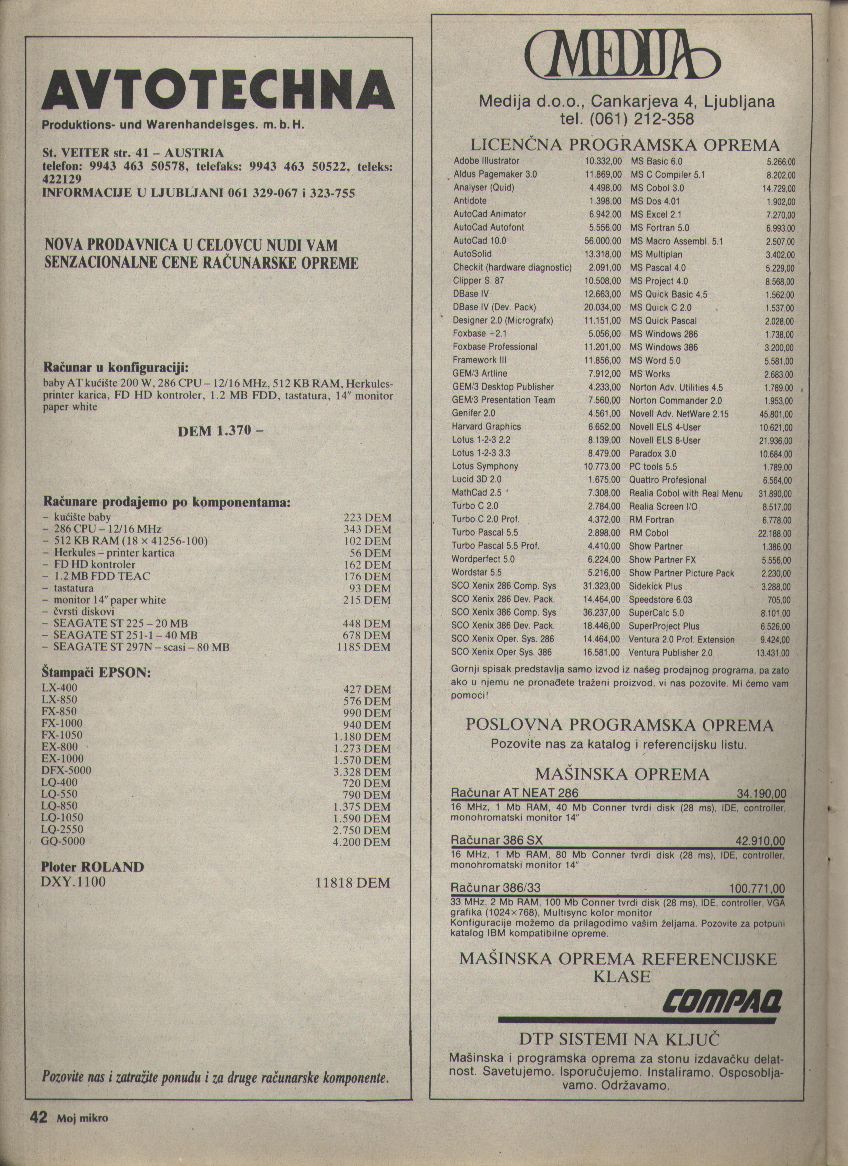 AVTOTECHNA
Produktions- und Warenhandelsges. m. b. H.
St. VEITER str. 41 – AUSTRIA
telefon: 9943 463 50578, telefaks: 9943 463 50522, teleks:
422129
INFORMACIJE U LJUBLJANI 061 329-067 i 323-755
NOVA PRODAVNICA U CELOVCU NUDI VAM
SENZACIONALNE CENE RAČUNARSKE OPREME
Računar u konfiguraciji:
baby AT kućište 200 W, 286 CPU – 12/16 MHz, 512 KB RAM, Herkules-
printer karica, FD HD kontroler, 1.2 MB FDD, tastatura, 14" monitor
paper white
DEM 1.370 –
Računare prodajemo po komponentama:
– kućište baby 223 DEM
– 286 CPU – 12/16 MHz 343 DEM
– 512 KB RAM (18 × 41256-100) 102 DEM
– Herkules – printer kartica 56 DEM
– FD HD kontroler 162 DEM
– 1.2 MB FDD TEAC 176 DEM
– tastatura 93 DEM
– monitor 14" paper white 215 DEM
– čvrsti diskovi
– SEAGATE ST 225 – 20 MB 448 DEM
– SEAGATE ST 251-1 – 40 MB 678 DEM
– SEAGATE ST 297N – scasi – 80 MB 1185 DEM
Štampači EPSON:
LX-400 427 DEM
LX-850 576 DEM
FX-850 990 DEM
FX-1000 940 DEM
FX-1050 1.180 DEM
EX-800 1.273 DEM
EX-1000 1.570 DEM
DFX-5000 3.328 DEM
LQ-400 720 DEM
LQ-550 790 DEM
LQ-850 1.375 DEM
LQ-1050 1.590 DEM
LQ-2550 2.750 DEM
GQ-5000 4.200 DEM
Ploter ROLAND
DXY.1100 11818 DEM
Pozovite nas i zatražite ponudu i za druge računarske komponente.
42 Moj mikro
MEDIJA
Medija d.o.o., Cankarjeva 4, Ljubljana
tel. (061) 212-358
LICENČNA PROGRAMSKA OPREMA
Adobe Illustrator 10.332,00 MS Basic 6.0 5.266,00
Aldus Pagemaker 3.0 11.869,00 MS C Compiler 5.1 8.202,00
Analyser (Quid) 4.498,00 MS Cobol 3.0 14.729,00
Antidote 1.398,00 MS Dos 4.01 1.902,00
AutoCad Animator 6.942,00 MS Excel 2.1 7.270,00
AutoCad Autofont 5.556,00 MS Fortran 5.0 6.993,00
AutoCad 10.0 56.000,00 MS Macro Assembl. 5.1 2.507,00
AutoSolid 13.318,00 MS Multiplan 3.402,00
Checkit (hardware diagnostic) 2.091,00 MS Pascal 4.0 5.229,00
Clipper S. 87 10.508,00 MS Project 4.0 8.568,00
DBase IV 12.663,00 MS Quick Basic 4.5 1.562,00
DBase IV (Dev. Pack) 20.034,00 MS Quick C 2.0 1.537,00
Designer 2.0 (Micrografx) 11.151,00 MS Quick Pascal 2.028,00
Foxbase +2.1 5.056,00 MS Windows 286 1.738,00
Foxbase Professional 11.201,00 MS Windows 386 3.200,00
Framework III 11.856,00 MS Word 5.0 5.581,00
GEM/3 Artline 7.912,00 MS Works 2.683,00
GEM/3 Desktop Publisher 4.233,00 Norton Adv. Utilities 4.5 1.789,00
GEM/3 Presentation Team 7.560,00 Norton Commander 2.0 1.953,00
Genifer 2.0 4.561,00 Novell Adv. NetWare 2.15 45.801,00
Harvard Graphics 6.652,00 Novell ELS 4-User 10.621,00
Lotus 1-2-3 2.2 8.139,00 Novell ELS 8-User 21.936,00
Lotus 1-2-3 3.3 8.479,00 Paradox 3.0 10.684,00
Lotus Symphony 10.773,00 PC tools 5.5 1.789,00
Lucid 3D 2.0 1.675,00 Quattro Profesional 6.564,00
MathCad 2.5 7.308,00 Realia Cobol with Real Menu 31.890,00
Turbo C 2.0 2.784,00 Realia Screen I/O 8.517,00
Turbo C 2.0 Prof. 4.372,00 RM Fortran 6.778,00
Turbo Pascal 5.5 2.898,00 RM Cobol 22.188,00
Turbo Pascal 5.5 Prof. 4.410,00 Show Partner 1.386,00
Wordperfect 5.0 6.224,00 Show Partner FX 5.556,00
Wordstar 5.5 5.216,00 Show Partner Picture Pack 2.230,00
SCO Xenix 286 Comp. Sys 31.323,00 Sidekick Plus 3.288,00
SCO Xenix 286 Dev. Pack. 14.464,00 Speedstore 6.03 705,00
SCO Xenix 386 Comp. Sys 36.237,00 SuperCalc 5.0 8.101,00
SCO Xenix 386 Dev. Pack. 18.446,00 SuperProject Plus 6.526,00
SCO Xenix Oper. Sys. 286 14.464,00 Ventura 2.0 Prof. Extension 9.424,00
SCO Xenix Oper Sys. 386 16.581,00 Ventura Publisher 2.0 13.431,00
Gornji spisak predstavlja samo izvod iz našeg prodajnog programa, pa zato
ako u njemu ne pronađete traženi proizvod, vi nas pozovite. Mi ćemo vam
pomoći!
POSLOVNA PROGRAMSKA OPREMA
Pozovite nas za katalog i referencijsku listu.
MAŠINSKA OPREMA
Računar AT NEAT 286 34.190,00
16 MHz, 1 Mb RAM, 40 Mb Conner tvrdi disk (28 ms), IDE, controller,
monohromatski monitor 14"
Računar 386 SX 42.910,00
16 MHz, 1 Mb RAM, 80 Mb Conner tvrdi disk (28 ms), IDE, controller,
monohromatski monitor 14"
Računar 386/33 100.771,00
33 MHz, 2 Mb RAM, 100 Mb Conner tvrdi disk (28 ms), IDE, controller, VGA
grafika (1024×768), Multisync kolor monitor
Konfiguracije možemo da prilagodimo vašim željama. Pozovite za potpuni
katalog IBM kompatibilne opreme.
MAŠINSKA OPREMA REFERENCIJSKE
KLASE
COMPAQ
DTP SISTEMI NA KLJUČ
Mašinska i programska oprema za stonu izdavačku delat-
nost. Savetujemo. Isporučujemo. Instaliramo. Osposoblja-
vamo. Održavamo.